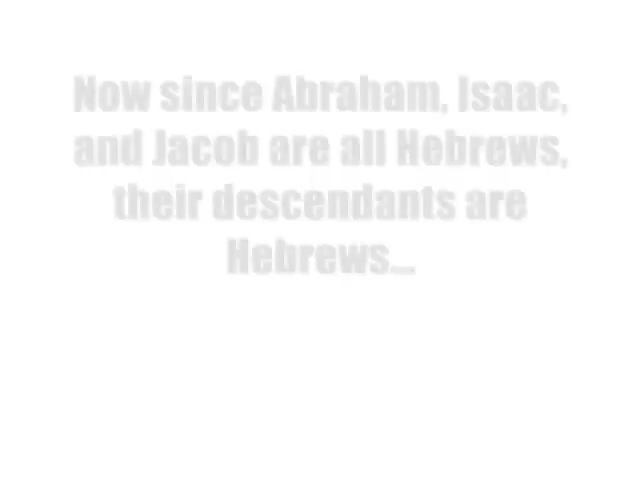 Now since Abraham, Isaac,
and Jacob are all Hebrews,
their descendants are
Hebrews...